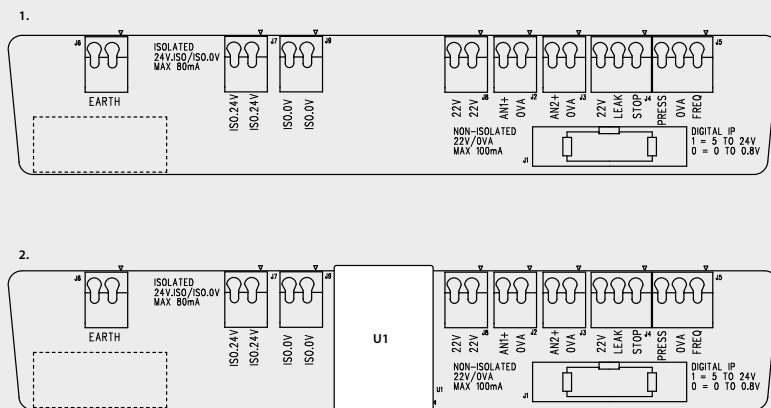 1.
J6
ISOLATED
24V.ISO/ISO.0V
MAX 80mA
J7
J9
J5
EARTH
ISO.24V
ISO.24V
ISO.0V
ISO.0V
22V
22V
J8
AN1+
0VA
J2
AN2+
0VA
J3
22V
LEAK
STOP
J4
PRESS
0VA
FREQ
NON-ISOLATED
22V/0VA
MAX 100mA
J1
DIGITAL IP
1 = 5 TO 24V
0 = 0 TO 0.8V
2.
J6
ISOLATED
24V.ISO/ISO.0V
MAX 80mA
J7
J9
J5
EARTH
ISO.24V
ISO.24V
ISO.0V
ISO.0V
U1
22V
22V
J8
AN1+
0VA
J2
AN2+
0VA
J3
22V
LEAK
STOP
J4
PRESS
0VA
FREQ
NON-ISOLATED
22V/0VA
MAX 100mA
U1
J1
DIGITAL IP
1 = 5 TO 24V
0 = 0 TO 0.8V